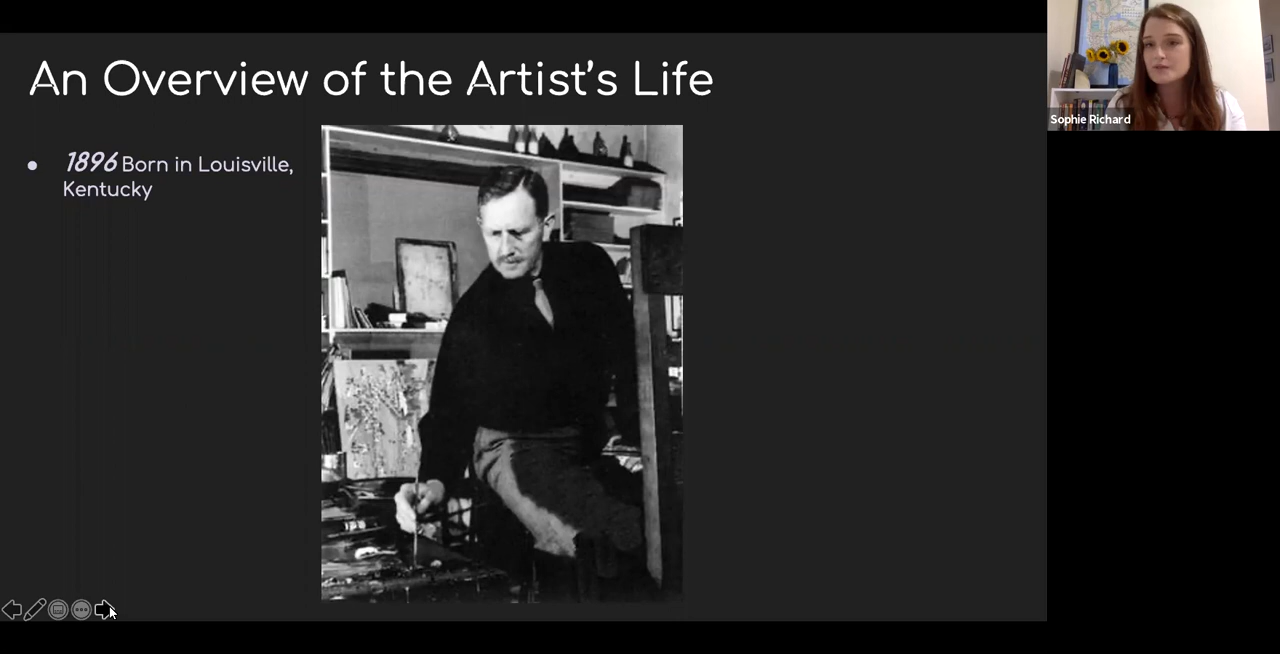 An Overview of the Artist's Life
● 1896 Born in Louisville,
Kentucky
Sophie Richard